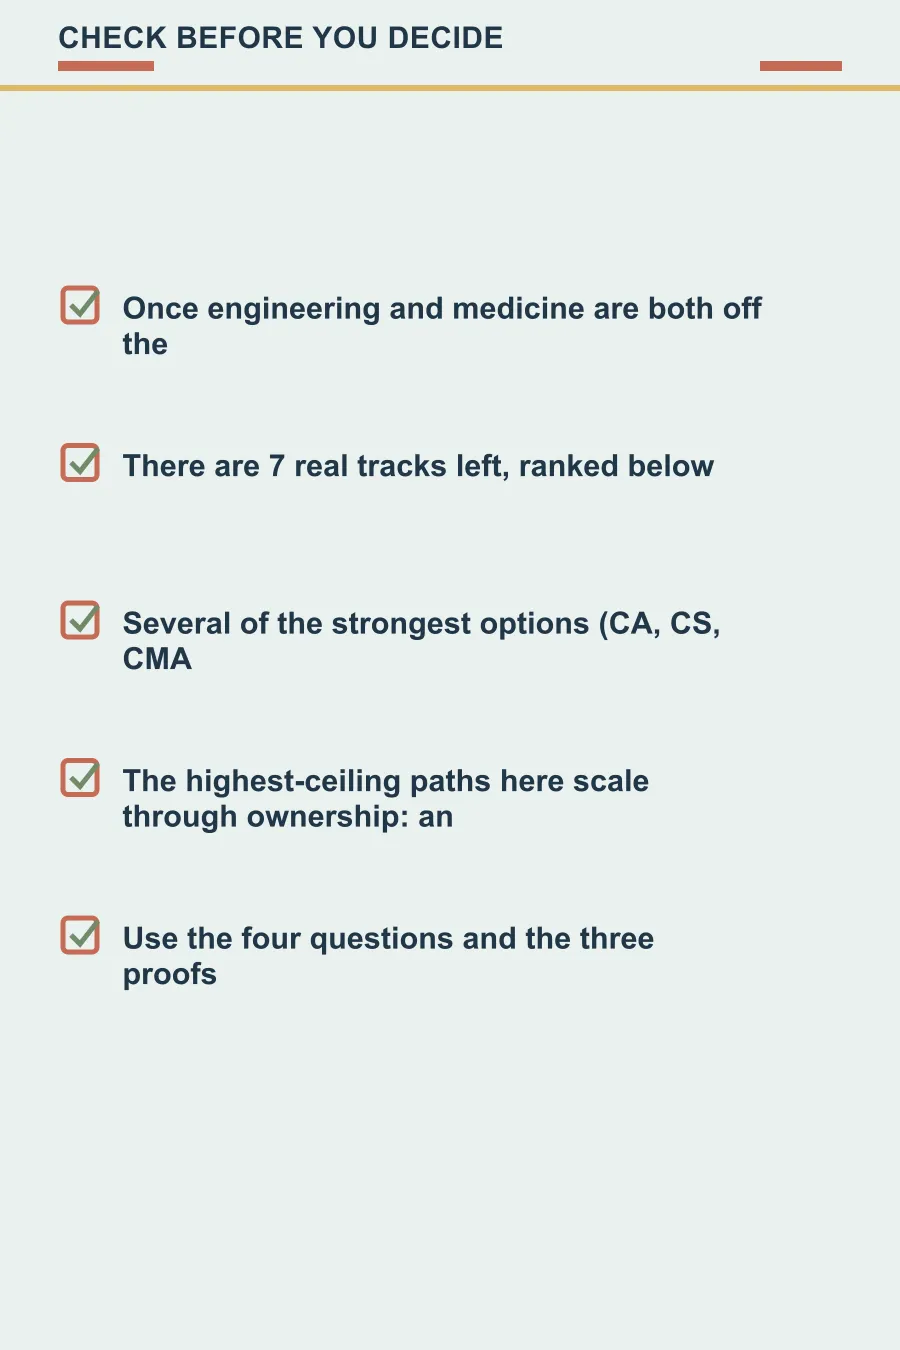 CHECK BEFORE YOU DECIDE
Once engineering and medicine are both off
the
There are 7 real tracks left, ranked below
Several of the strongest options (CA, CS,
CMA
The highest-ceiling paths here scale
through ownership: an
Use the four questions and the three
proofs